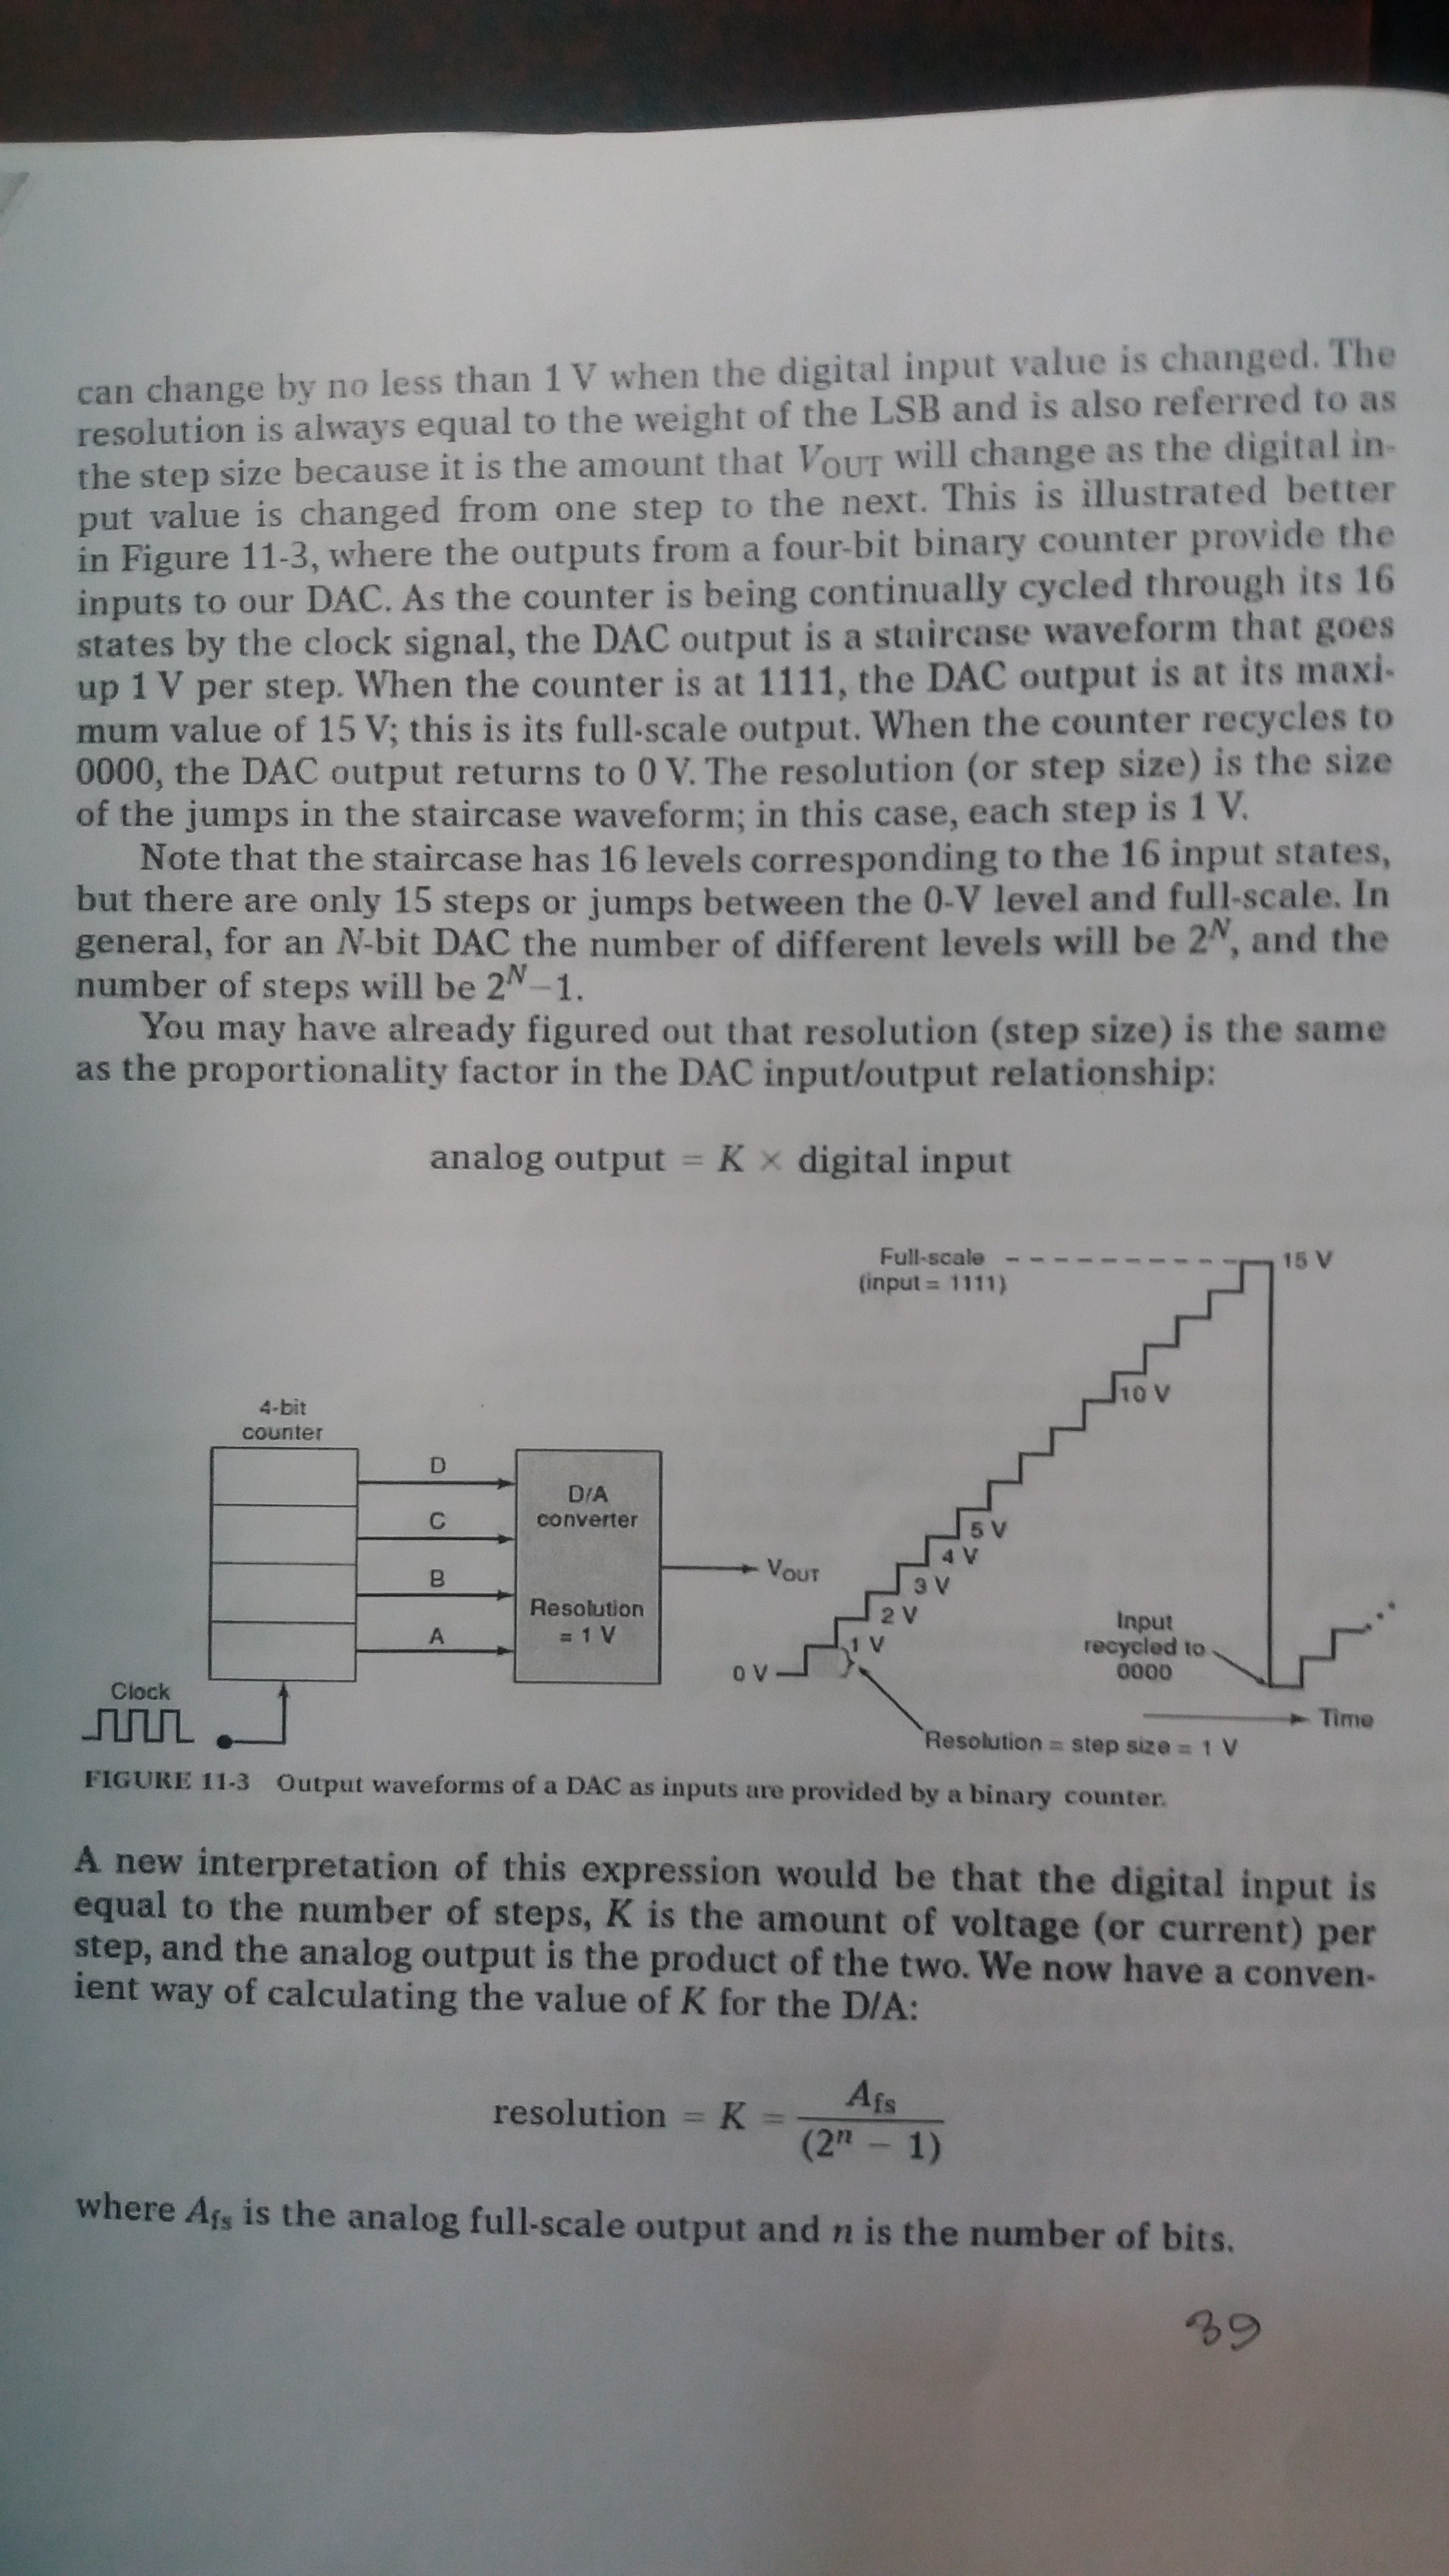 can change by no less than 1 V when the digital input value is changed. The
resolution is always equal to the weight of the LSB and is also referred to as
the step size because it is the amount that VOUT will change as the digital in-
put value is changed from one step to the next. This is illustrated better
in Figure 11-3, where the outputs from a four-bit binary counter provide the
inputs to our DAC. As the counter is being continually cycled through its 16
states by the clock signal, the DAC output is a staircase waveform that goes
up 1 V per step. When the counter is at 1111, the DAC output is at its maxi-
mum value of 15 V; this is its full-scale output. When the counter recycles to
0000, the DAC output returns to 0 V. The resolution (or step size) is the size
of the jumps in the staircase waveform; in this case, each step is 1 V.
Note that the staircase has 16 levels corresponding to the 16 input states,
but there are only 15 steps or jumps between the 0-V level and full-scale. In
general, for an N-bit DAC the number of different levels will be 2^N, and the
number of steps will be 2^N–1.
You may have already figured out that resolution (step size) is the same
as the proportionality factor in the DAC input/output relationship:
analog output = K × digital input
Full-scale
(input = 1111)
15 V
10 V
5 V
4 V
3 V
2 V
1 V
0 V
4-bit
counter
D
C
B
A
D/A
converter
Resolution
= 1 V
VOUT
Clock
Input
recycled to
0000
Time
Resolution = step size = 1 V
FIGURE 11-3 Output waveforms of a DAC as inputs are provided by a binary counter.
A new interpretation of this expression would be that the digital input is
equal to the number of steps, K is the amount of voltage (or current) per
step, and the analog output is the product of the two. We now have a conven-
ient way of calculating the value of K for the D/A:
resolution = K = Afs / (2^n − 1)
where Afs is the analog full-scale output and n is the number of bits.
39